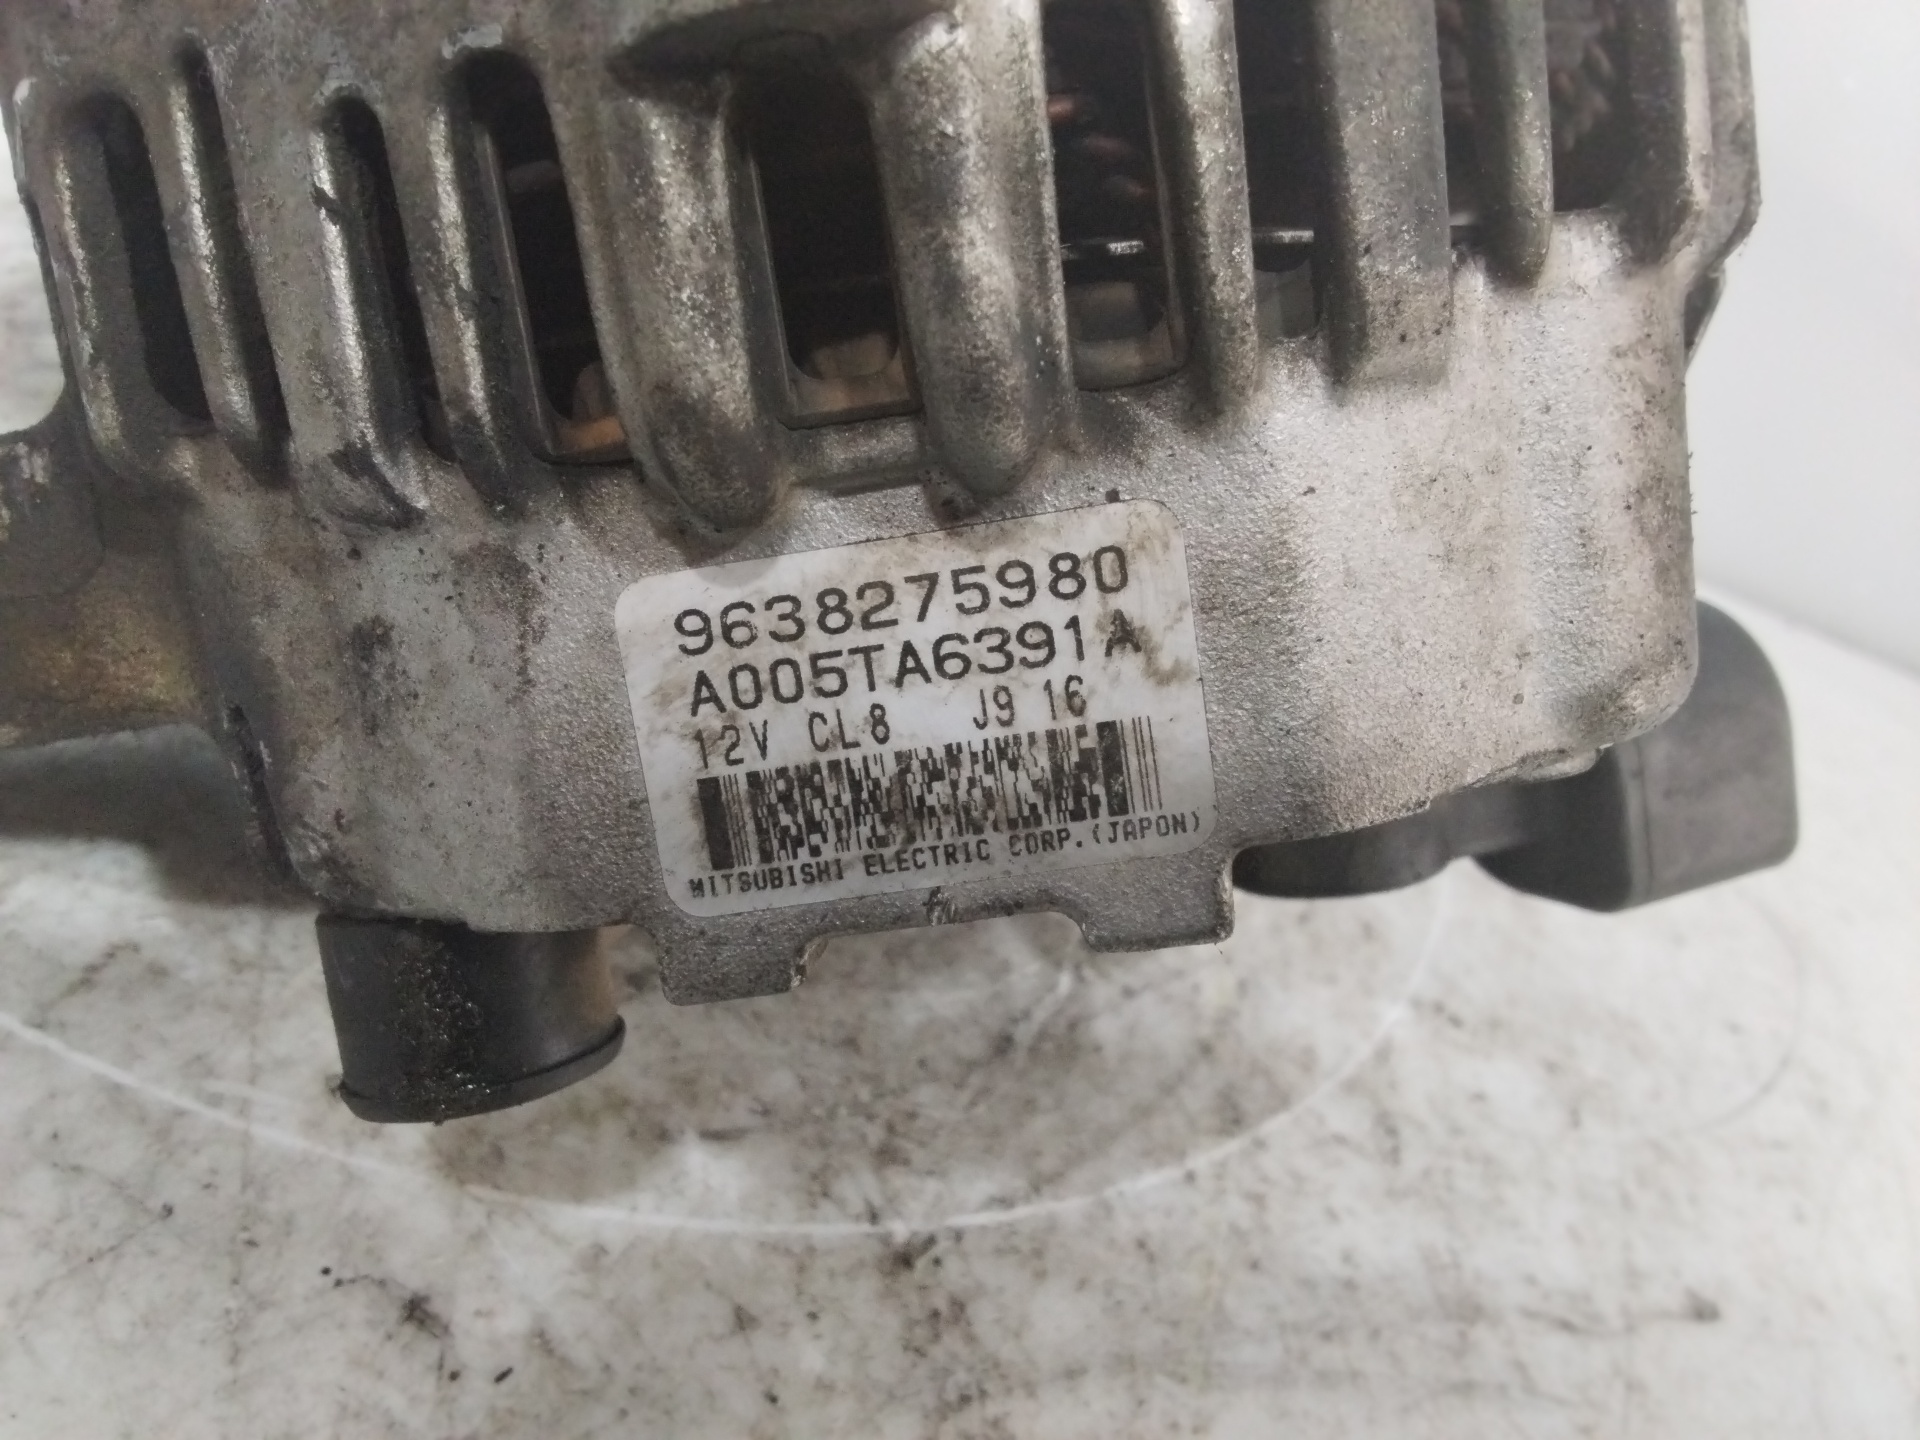 9638275980
A005TA6391A
12V CL8 J9 16
MITSUBISHI ELECTRIC CORP.(JAPON)